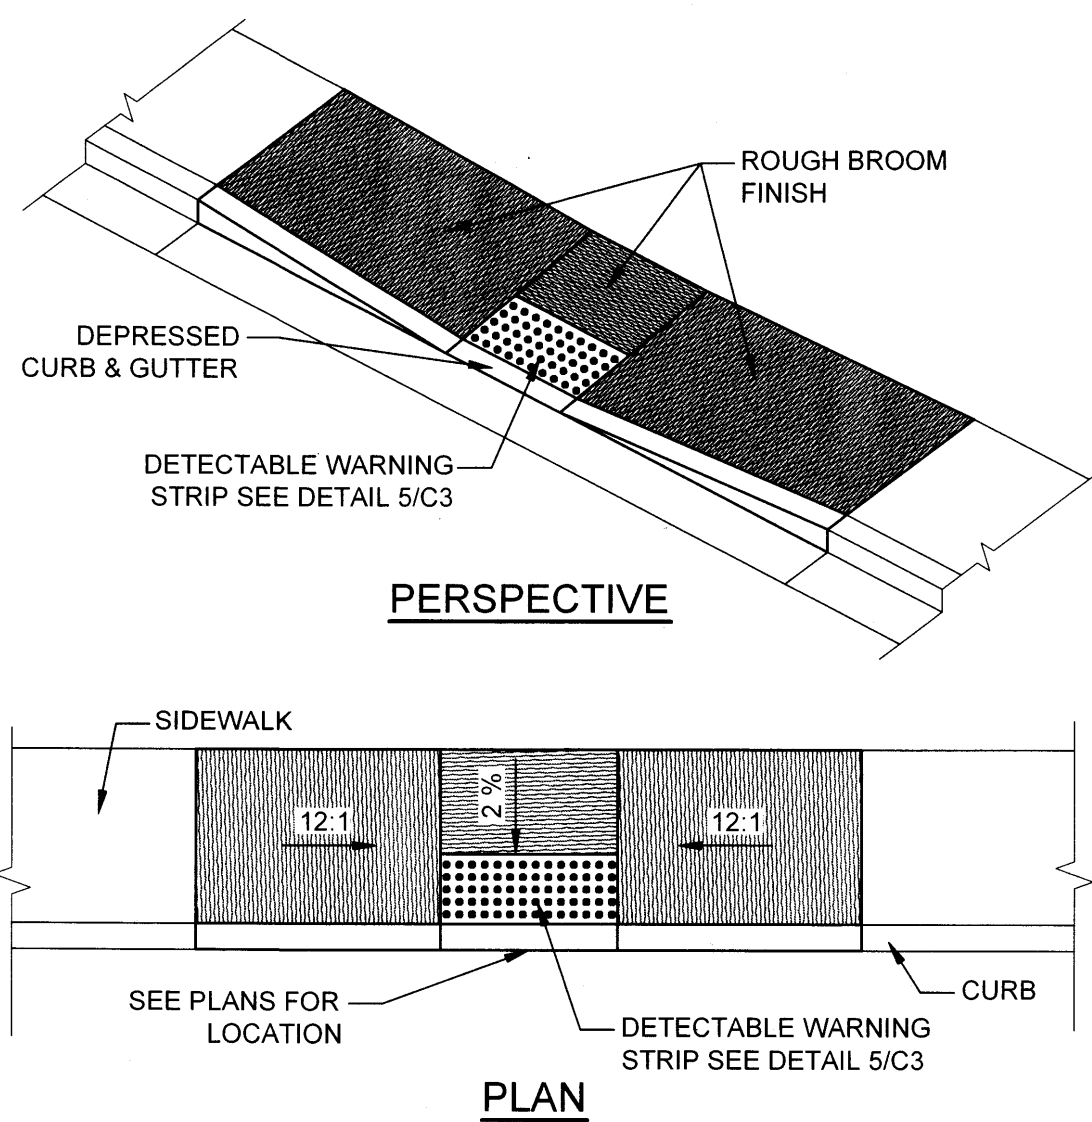 ROUGH BROOM
FINISH
DEPRESSED
CURB & GUTTER
DETECTABLE WARNING
STRIP SEE DETAIL 5/C3
PERSPECTIVE
SIDEWALK
12:1
2 %
12:1
SEE PLANS FOR
LOCATION
CURB
DETECTABLE WARNING
STRIP SEE DETAIL 5/C3
PLAN